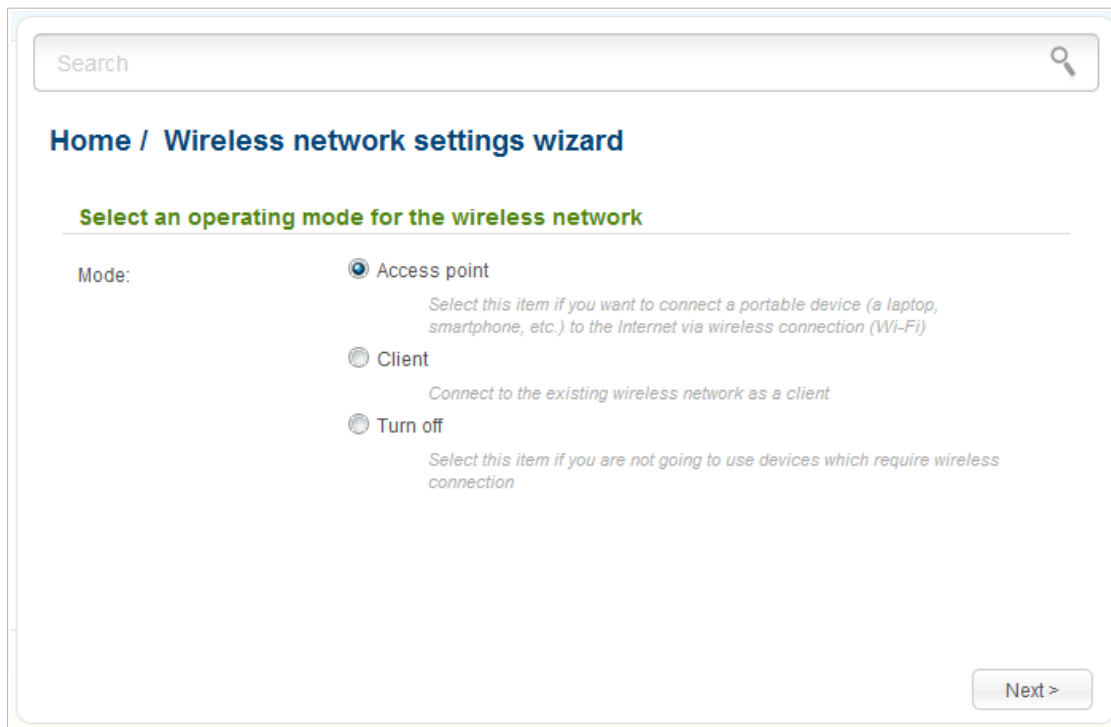 Search
Home / Wireless network settings wizard
Select an operating mode for the wireless network
Mode:
Access point
Select this item if you want to connect a portable device (a laptop,
smartphone, etc.) to the Internet via wireless connection (Wi-Fi)
Client
Connect to the existing wireless network as a client
Turn off
Select this item if you are not going to use devices which require wireless
connection
Next >